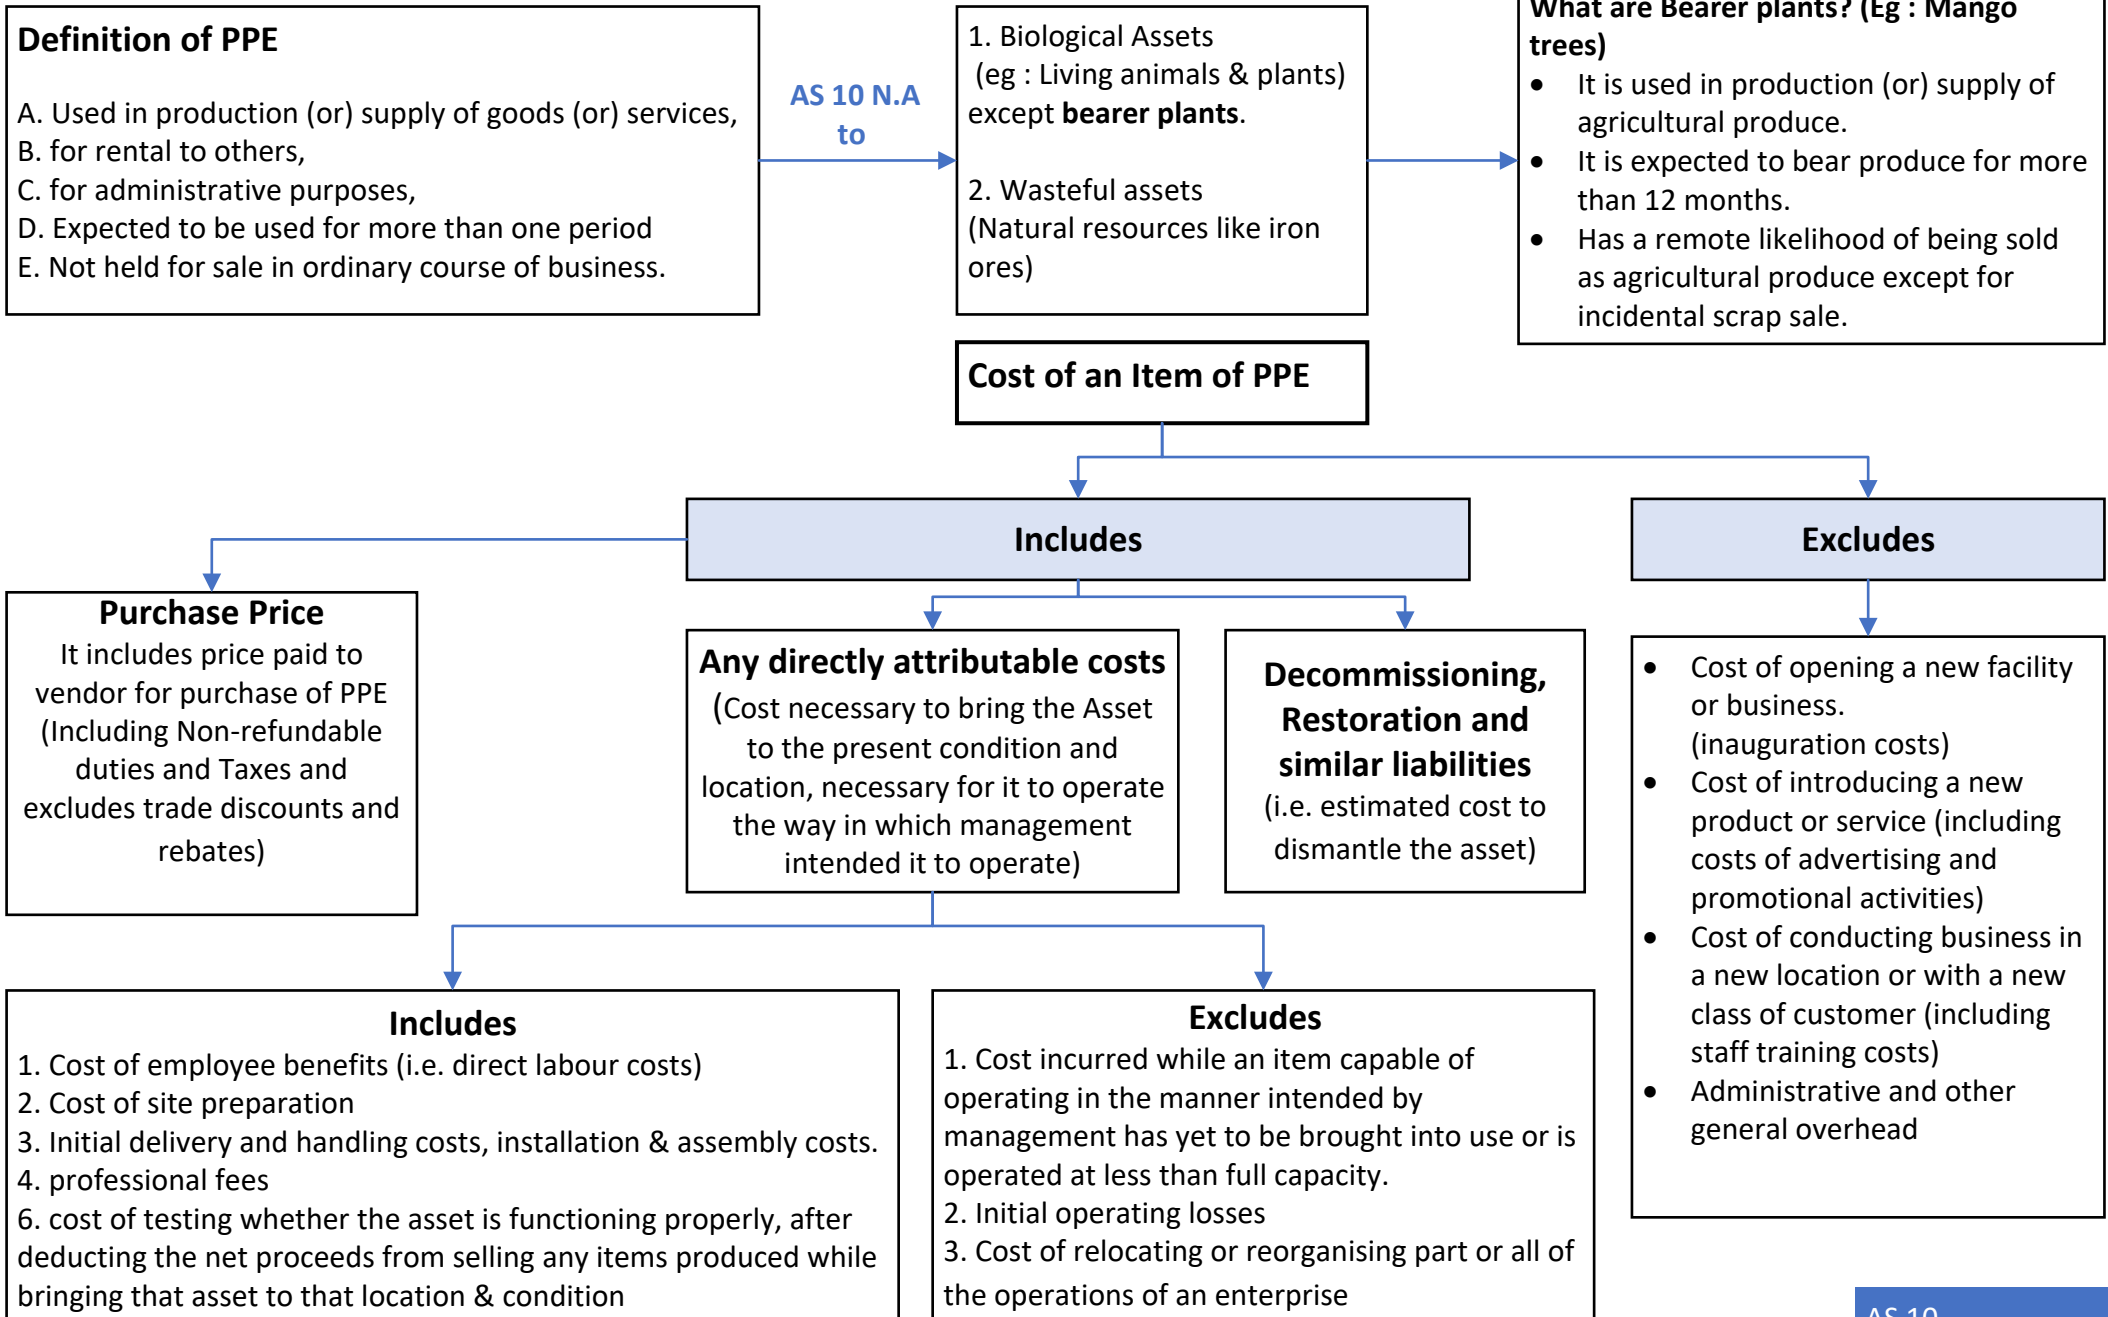 Definition of PPE
A. Used in production (or) supply of goods (or) services,
B. for rental to others,
C. for administrative purposes,
D. Expected to be used for more than one period
E. Not held for sale in ordinary course of business.
AS 10 N.A
to
1. Biological Assets
(eg : Living animals & plants)
except bearer plants.
2. Wasteful assets
(Natural resources like iron
ores)
What are Bearer plants? (Eg : Mango
trees)
• It is used in production (or) supply of
agricultural produce.
• It is expected to bear produce for more
than 12 months.
• Has a remote likelihood of being sold
as agricultural produce except for
incidental scrap sale.
Cost of an Item of PPE
Includes
Excludes
Purchase Price
It includes price paid to
vendor for purchase of PPE
(Including Non-refundable
duties and Taxes and
excludes trade discounts and
rebates)
Any directly attributable costs
(Cost necessary to bring the Asset
to the present condition and
location, necessary for it to operate
the way in which management
intended it to operate)
Decommissioning,
Restoration and
similar liabilities
(i.e. estimated cost to
dismantle the asset)
• Cost of opening a new facility
or business.
(inauguration costs)
• Cost of introducing a new
product or service (including
costs of advertising and
promotional activities)
• Cost of conducting business in
a new location or with a new
class of customer (including
staff training costs)
• Administrative and other
general overhead
Includes
1. Cost of employee benefits (i.e. direct labour costs)
2. Cost of site preparation
3. Initial delivery and handling costs, installation & assembly costs.
4. professional fees
6. cost of testing whether the asset is functioning properly, after
deducting the net proceeds from selling any items produced while
bringing that asset to that location & condition
Excludes
1. Cost incurred while an item capable of
operating in the manner intended by
management has yet to be brought into use or is
operated at less than full capacity.
2. Initial operating losses
3. Cost of relocating or reorganising part or all of
the operations of an enterprise
AS 10